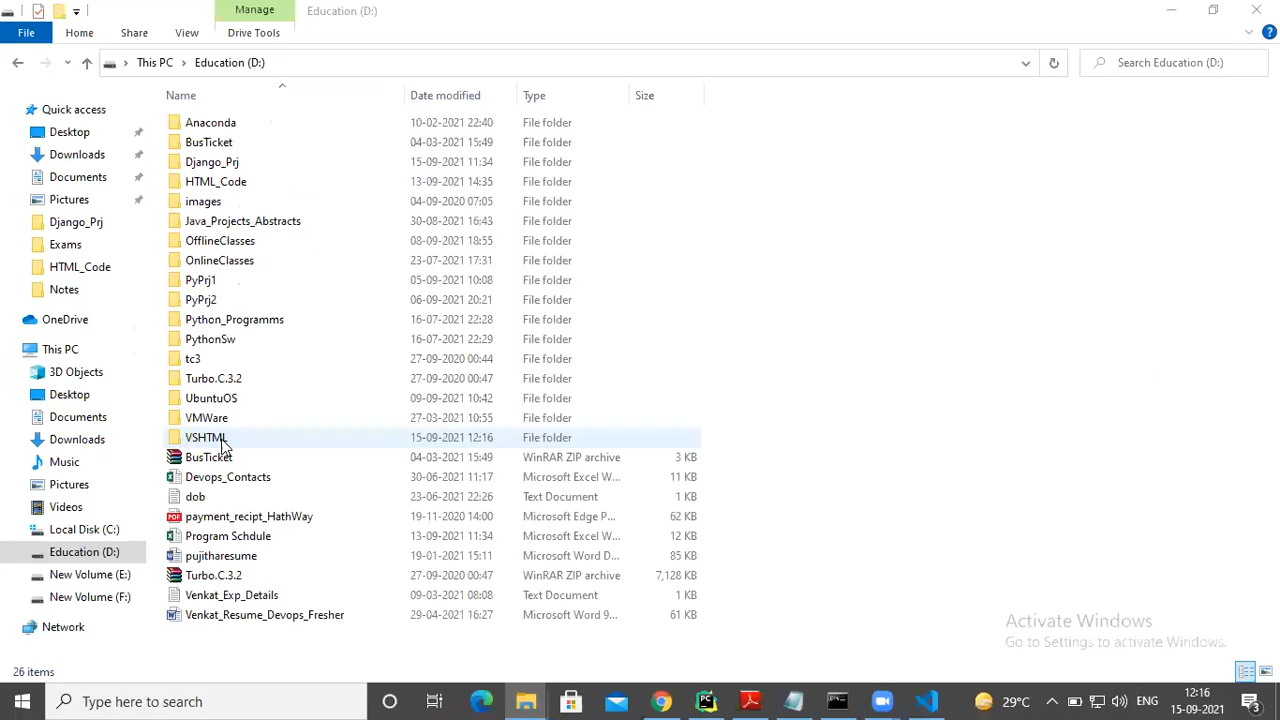 Manage Education (D:)
File Home Share View Drive Tools
This PC Education (D:) Search Education (D:)
Name Date modified Type Size
Quick access
Desktop
Downloads
Documents
Pictures
Django_Prj
Exams
HTML_Code
Notes
OneDrive
This PC
3D Objects
Desktop
Documents
Downloads
Music
Pictures
Videos
Local Disk (C:)
Education (D:)
New Volume (E:)
New Volume (F:)
Network
Anaconda 10-02-2021 22:40 File folder
BusTicket 04-03-2021 15:49 File folder
Django_Prj 15-09-2021 11:34 File folder
HTML_Code 13-09-2021 14:35 File folder
images 04-09-2020 07:05 File folder
Java_Projects_Abstracts 30-08-2021 16:43 File folder
OfflineClasses 08-09-2021 18:55 File folder
OnlineClasses 23-07-2021 17:31 File folder
PyPrj1 05-09-2021 10:08 File folder
PyPrj2 06-09-2021 20:21 File folder
Python_Programms 16-07-2021 22:28 File folder
PythonSw 16-07-2021 22:29 File folder
tc3 27-09-2020 00:44 File folder
Turbo.C.3.2 27-09-2020 00:47 File folder
UbuntuOS 09-09-2021 10:42 File folder
VMWare 27-03-2021 10:55 File folder
VSHTML 15-09-2021 12:16 File folder
BusTicket 04-03-2021 15:49 WinRAR ZIP archive 3 KB
Devops_Contacts 30-06-2021 11:17 Microsoft Excel W... 11 KB
dob 23-06-2021 22:26 Text Document 1 KB
payment_recipt_HathWay 19-11-2020 14:00 Microsoft Edge P... 62 KB
Program Schdule 13-09-2021 11:34 Microsoft Excel W... 12 KB
pujitharesume 19-01-2021 15:11 Microsoft Word D... 85 KB
Turbo.C.3.2 27-09-2020 00:47 WinRAR ZIP archive 7,128 KB
Venkat_Exp_Details 09-03-2021 08:08 Text Document 1 KB
Venkat_Resume_Devops_Fresher 29-04-2021 16:27 Microsoft Word 9... 61 KB
Activate Windows
Go to Settings to activate Windows.
26 items
Type here to search 29°C ENG 12:16
15-09-2021 3